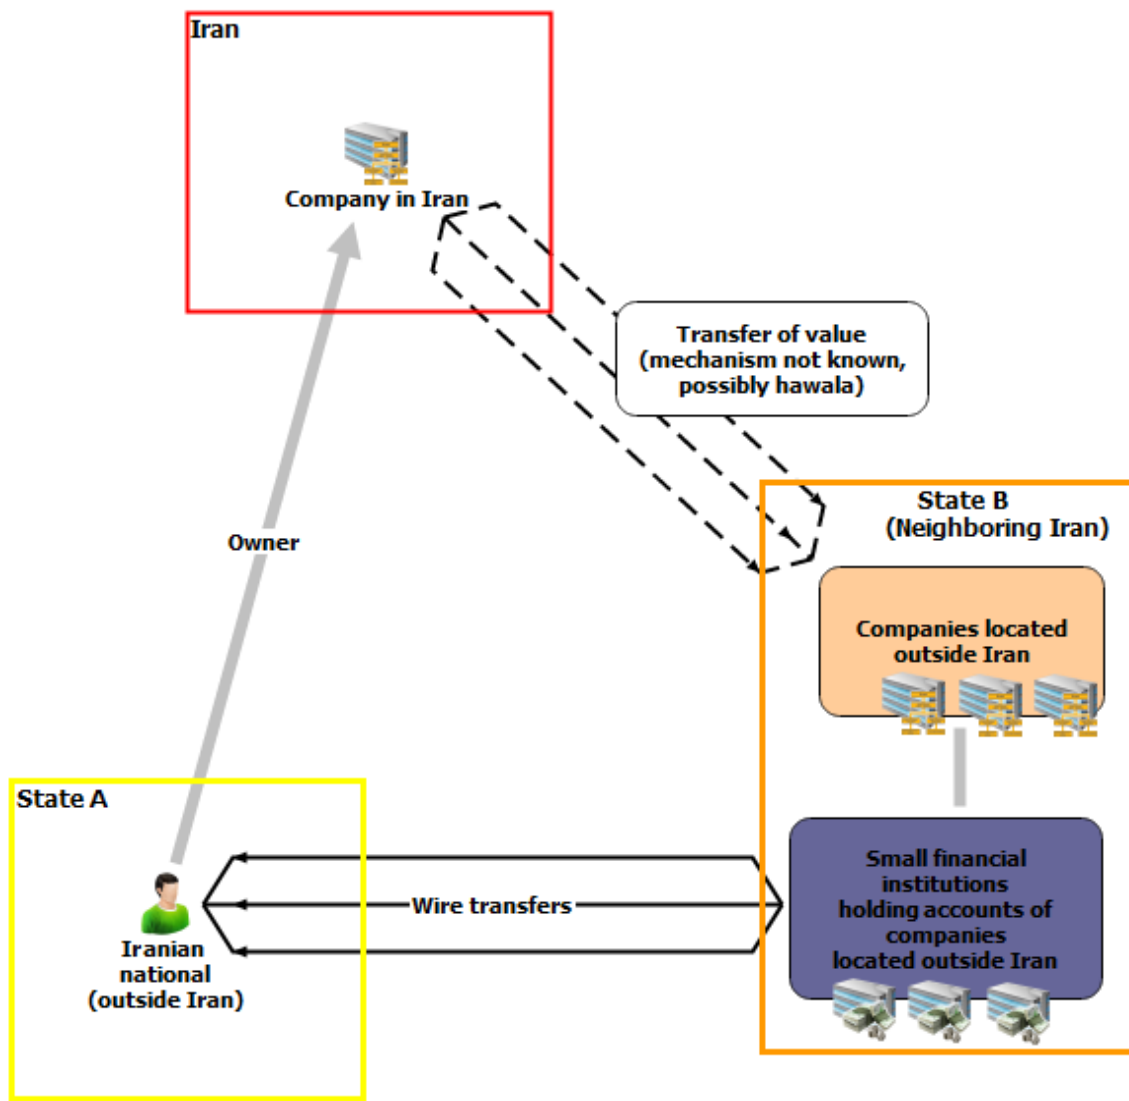 Iran
Company in Iran
Transfer of value
(mechanism not known,
possibly hawala)
State B
(Neighboring Iran)
Owner
Companies located
outside Iran
State A
Small financial
institutions
holding accounts of
companies
located outside Iran
Wire transfers
Iranian
national
(outside Iran)